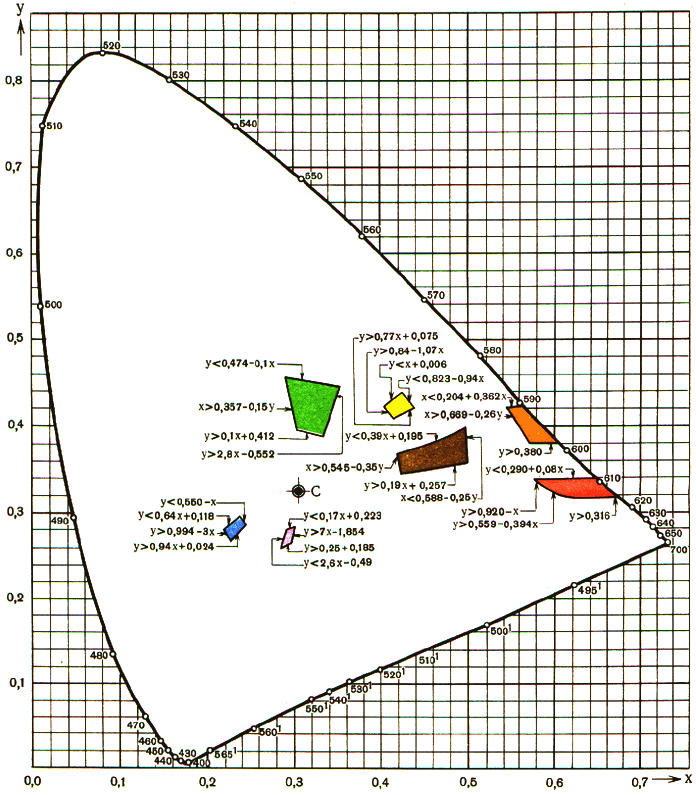 y
520
530
0,8
510
540
0,7
550
560
0,6
500
570
0,5
y>0,77x+0,075
y>0,84-1,07x
580
y<x+0,006
y<0,474-0,1x
y<0,823-0,94x
x<0,204+0,362x
590
x>0,357-0,15y
x>0,669-0,26y
0,4
y>0,1x+0,412
y<0,39x+0,195
y>0,380
600
y>2,8x-0,552
x>0,545-0,35y
y<0,290+0,08x
610
y>0,19x+0,257
C
x<0,588-0,25y
620
0,3
y<0,550-x
y>0,920-x
y>0,316
630
490
y<0,64x+0,118
y<0,17x+0,223
y>0,559-0,394x
640
y>0,994-3x
y>7x-1,854
650
y>0,94x+0,024
y>0,25+0,185
700
y<2,6x-0,49
495¹
0,2
500¹
480
510¹
520¹
0,1
530¹
540¹
550¹
470
560¹
460
450
430
565¹
440
400
0,0
0,1
0,2
0,3
0,4
0,5
0,6
0,7
x